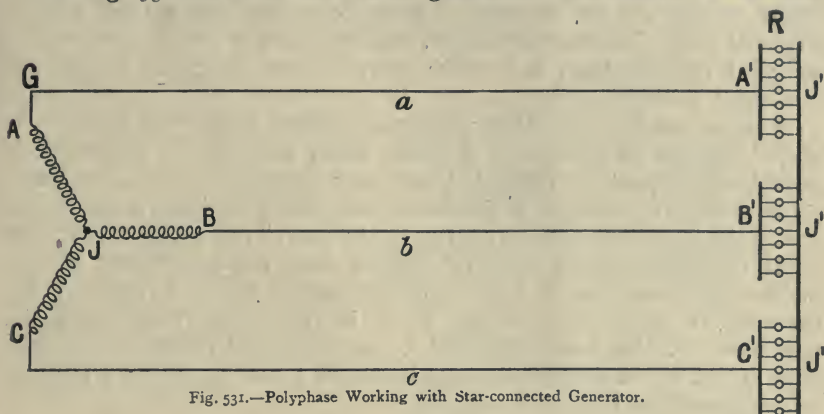 R
G
A'
J'
a
A
B
B'
J'
J
b
C
C'
J'
c
Fig. 531.—Polyphase Working with Star-connected Generator.